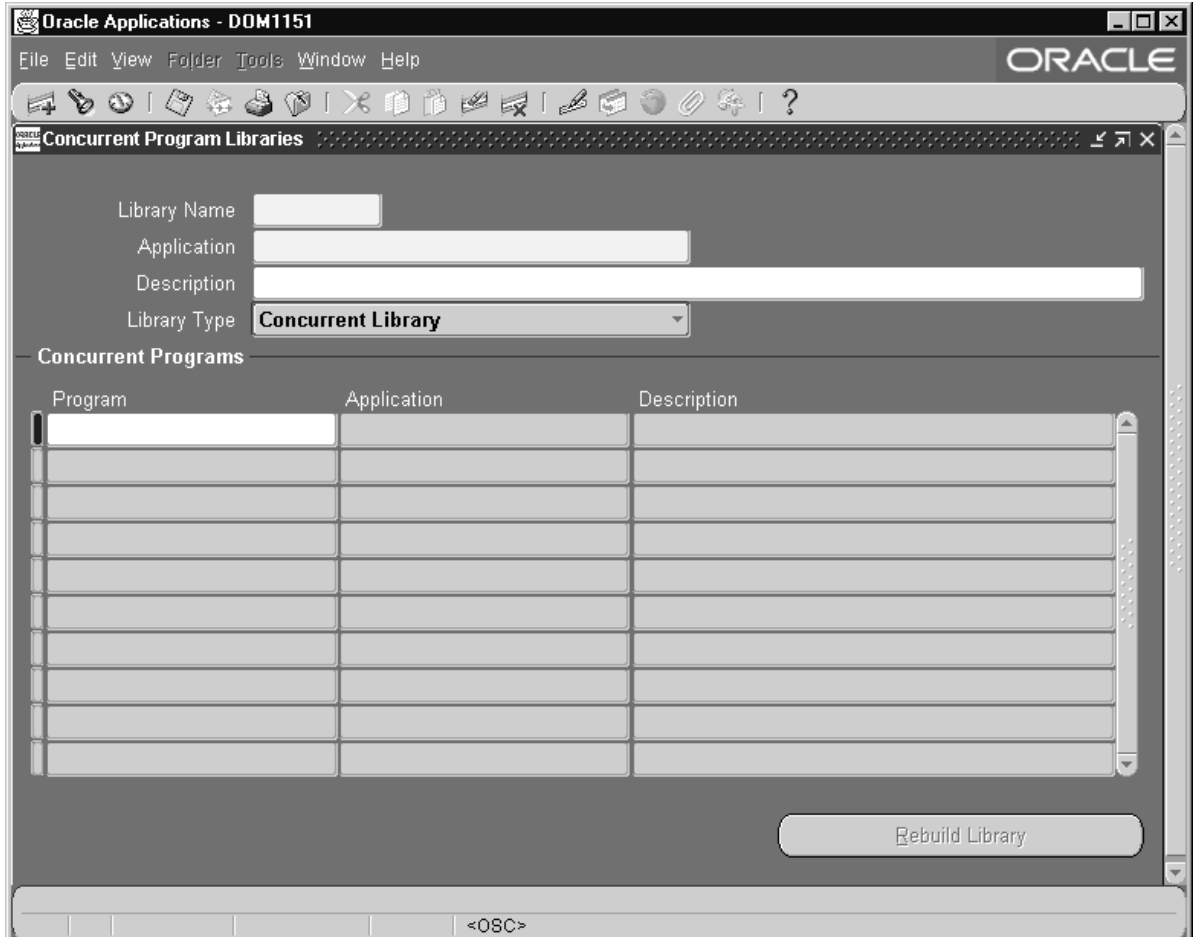 Oracle Applications - DOM1151
File Edit View Folder Tools Window Help
ORACLE
Concurrent Program Libraries
Library Name
Application
Description
Library Type Concurrent Library
Concurrent Programs
Program Application Description
Rebuild Library
<OSC>